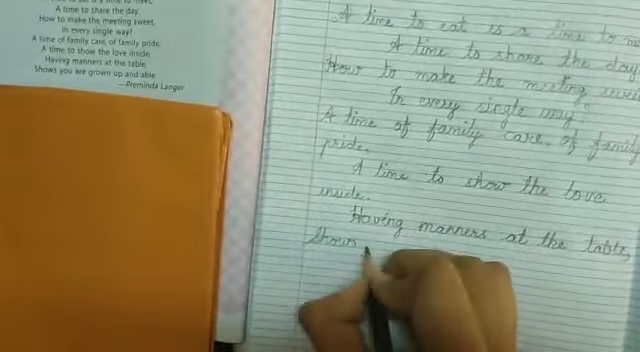 A time to share the day.
How to make the meeting sweet,
In every single way?
A time of family care, of family pride,
A time to show the love inside.
Having manners at the table,
Shows you are grown up and able
—Preminda Langer
A time to eat is a time to
A time to share the day
How to make the meeting
In every single way?
A time of family care, of family
pride.
A time to show the love
inside.
Having manners at the table,
Shows